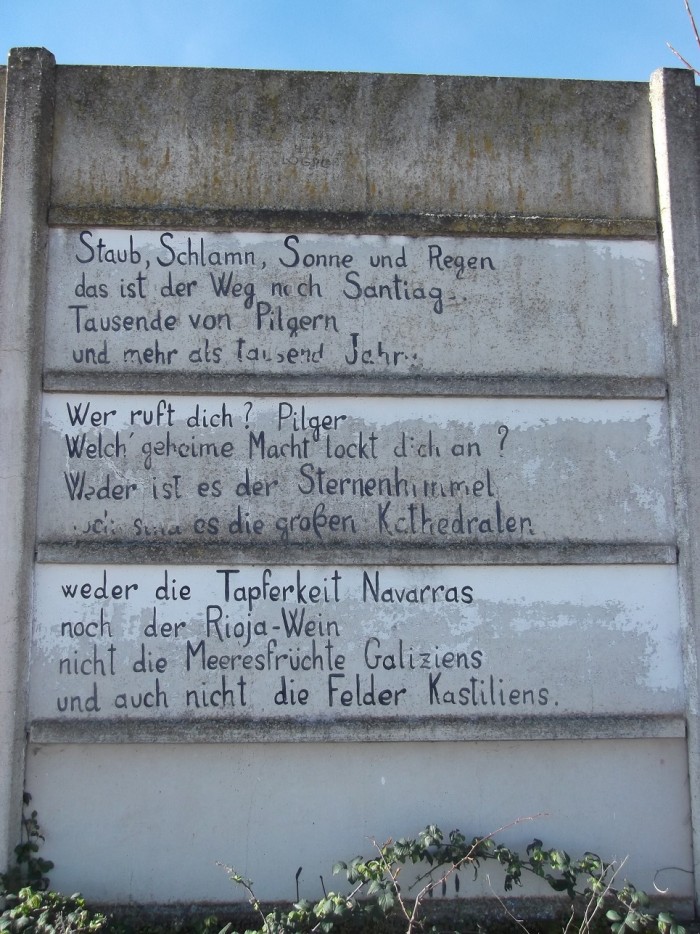 Staub, Schlamn, Sonne und Regen
das ist der Weg nach Santiag
Tausende von Pilgern
und mehr als tausend Jahr
Wer ruft dich? Pilger
Welch' geheime Macht lockt dich an?
Weder ist es der Sternenhimmel
sind es die großen Kathedralen
weder die Tapferkeit Navarras
noch der Rioja-Wein
nicht die Meeresfrüchte Galiziens
und auch nicht die Felder Kastiliens.